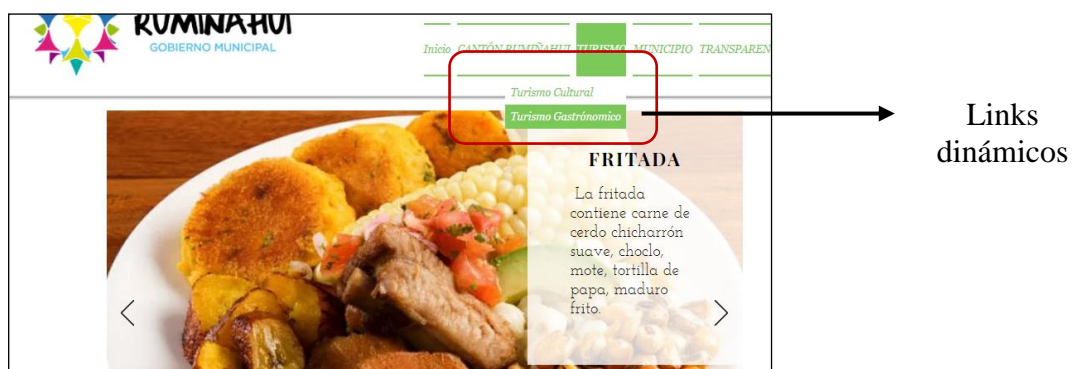 RUMIÑAHUI
GOBIERNO MUNICIPAL
Inicio CANTÓN RUMIÑAHUI TURISMO MUNICIPIO TRANSPAREN
Turismo Cultural
Turismo Gastrónomico
Links
dinámicos
FRITADA
La fritada
contiene carne de
cerdo chicharrón
suave, choclo,
mote, tortilla de
papa, maduro
frito.